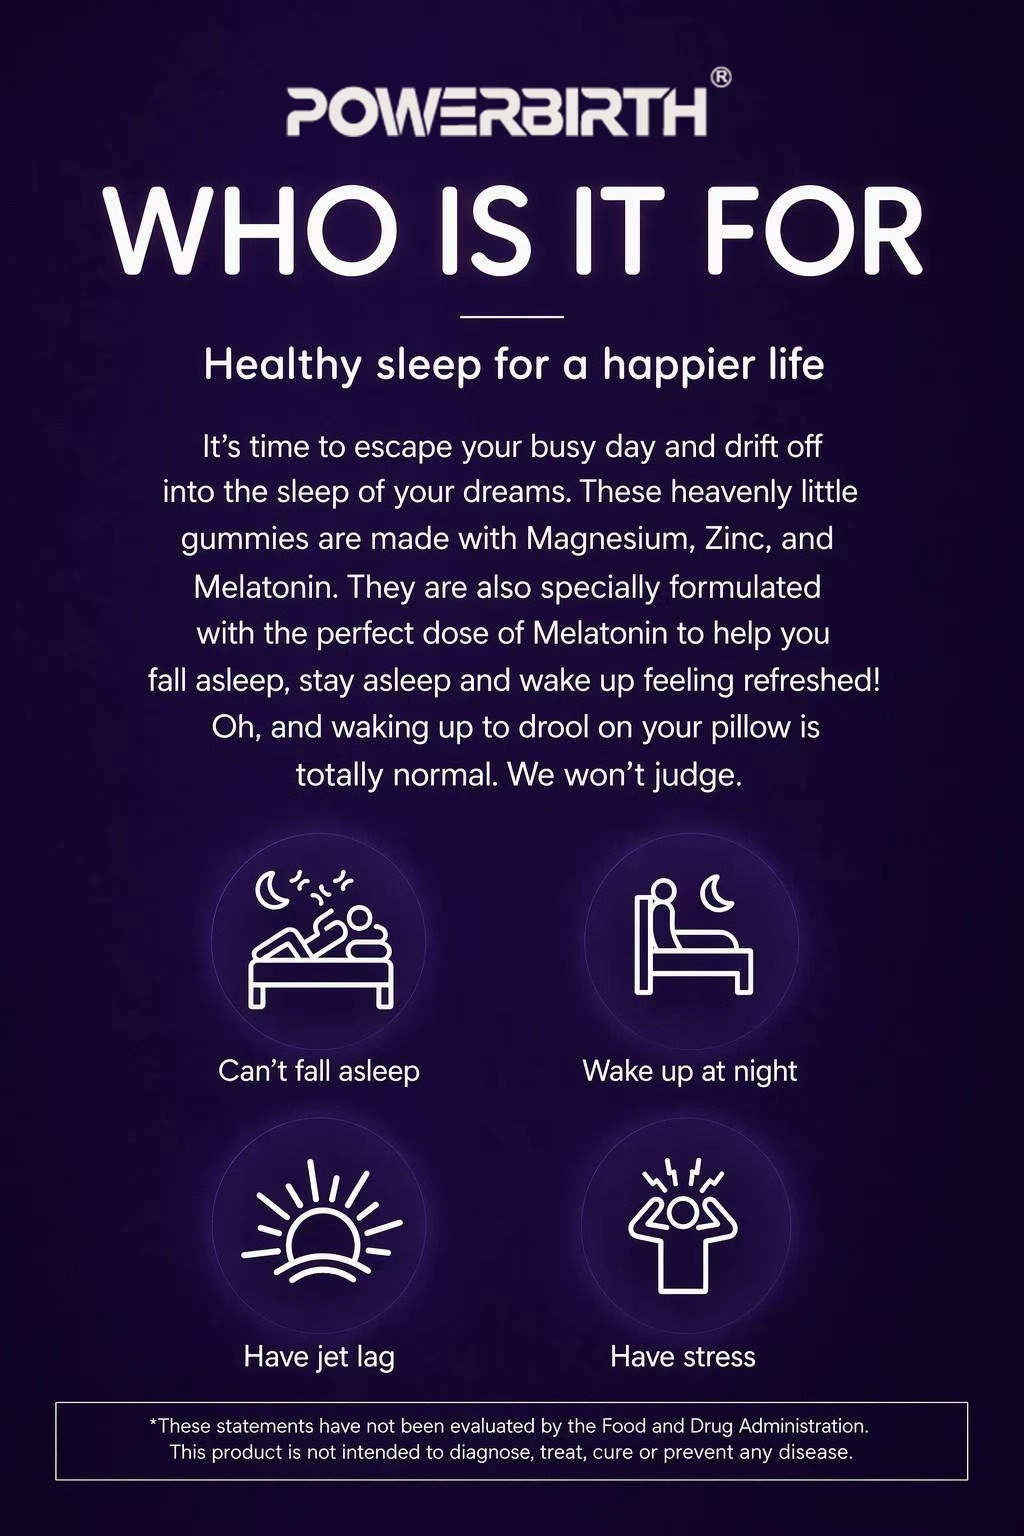 POWERBIRTH®
WHO IS IT FOR
Healthy sleep for a happier life
It’s time to escape your busy day and drift off
into the sleep of your dreams. These heavenly little
gummies are made with Magnesium, Zinc, and
Melatonin. They are also specially formulated
with the perfect dose of Melatonin to help you
fall asleep, stay asleep and wake up feeling refreshed!
Oh, and waking up to drool on your pillow is
totally normal. We won’t judge.
Can’t fall asleep
Wake up at night
Have jet lag
Have stress
*These statements have not been evaluated by the Food and Drug Administration.
This product is not intended to diagnose, treat, cure or prevent any disease.